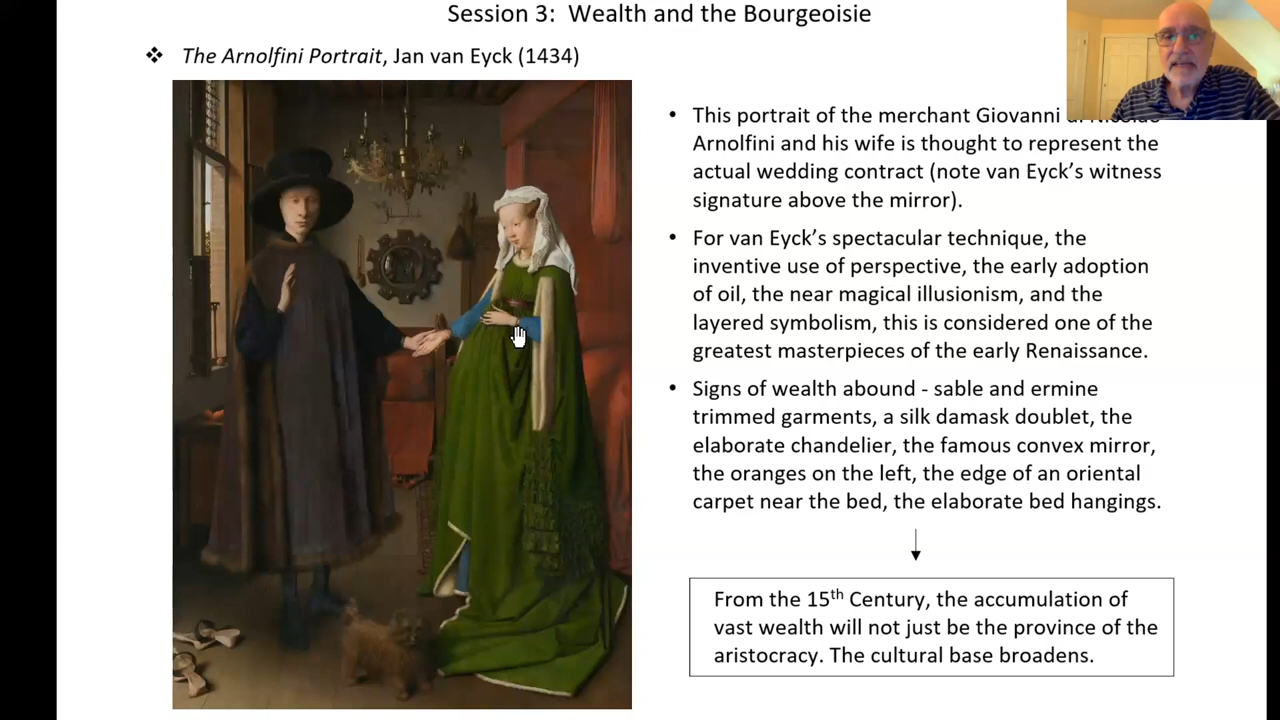 Session 3: Wealth and the Bourgeoisie
❖ The Arnolfini Portrait, Jan van Eyck (1434)
• This portrait of the merchant Giovanni
Arnolfini and his wife is thought to represent the
actual wedding contract (note van Eyck’s witness
signature above the mirror).
• For van Eyck’s spectacular technique, the
inventive use of perspective, the early adoption
of oil, the near magical illusionism, and the
layered symbolism, this is considered one of the
greatest masterpieces of the early Renaissance.
• Signs of wealth abound - sable and ermine
trimmed garments, a silk damask doublet, the
elaborate chandelier, the famous convex mirror,
the oranges on the left, the edge of an oriental
carpet near the bed, the elaborate bed hangings.
From the 15th Century, the accumulation of
vast wealth will not just be the province of the
aristocracy. The cultural base broadens.